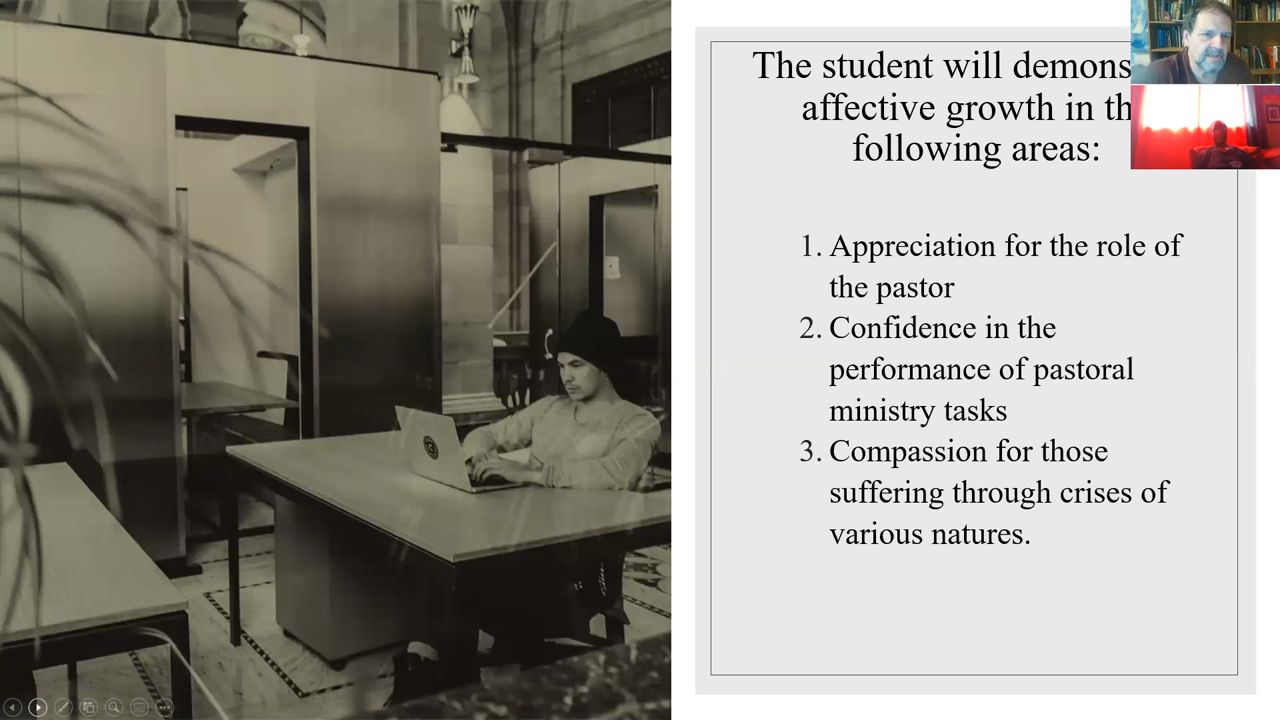 The student will demons
affective growth in th
following areas:
1. Appreciation for the role of
the pastor
2. Confidence in the
performance of pastoral
ministry tasks
3. Compassion for those
suffering through crises of
various natures.